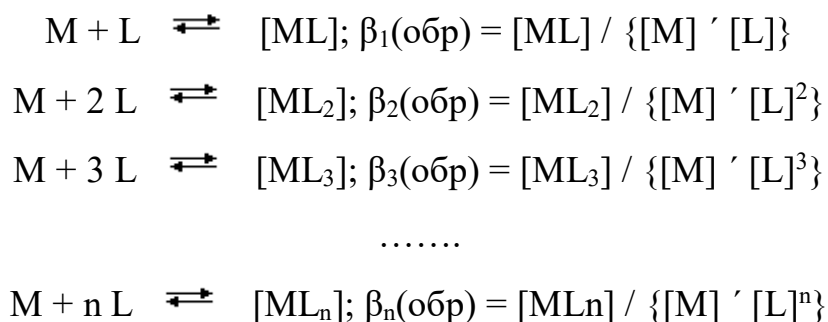 M + L ⇄ [ML]; β₁(обр) = [ML] / {[M] ´ [L]}
M + 2 L ⇄ [ML₂]; β₂(обр) = [ML₂] / {[M] ´ [L]²}
M + 3 L ⇄ [ML₃]; β₃(обр) = [ML₃] / {[M] ´ [L]³}
…….
M + n L ⇄ [MLₙ]; βₙ(обр) = [MLn] / {[M] ´ [L]ⁿ}